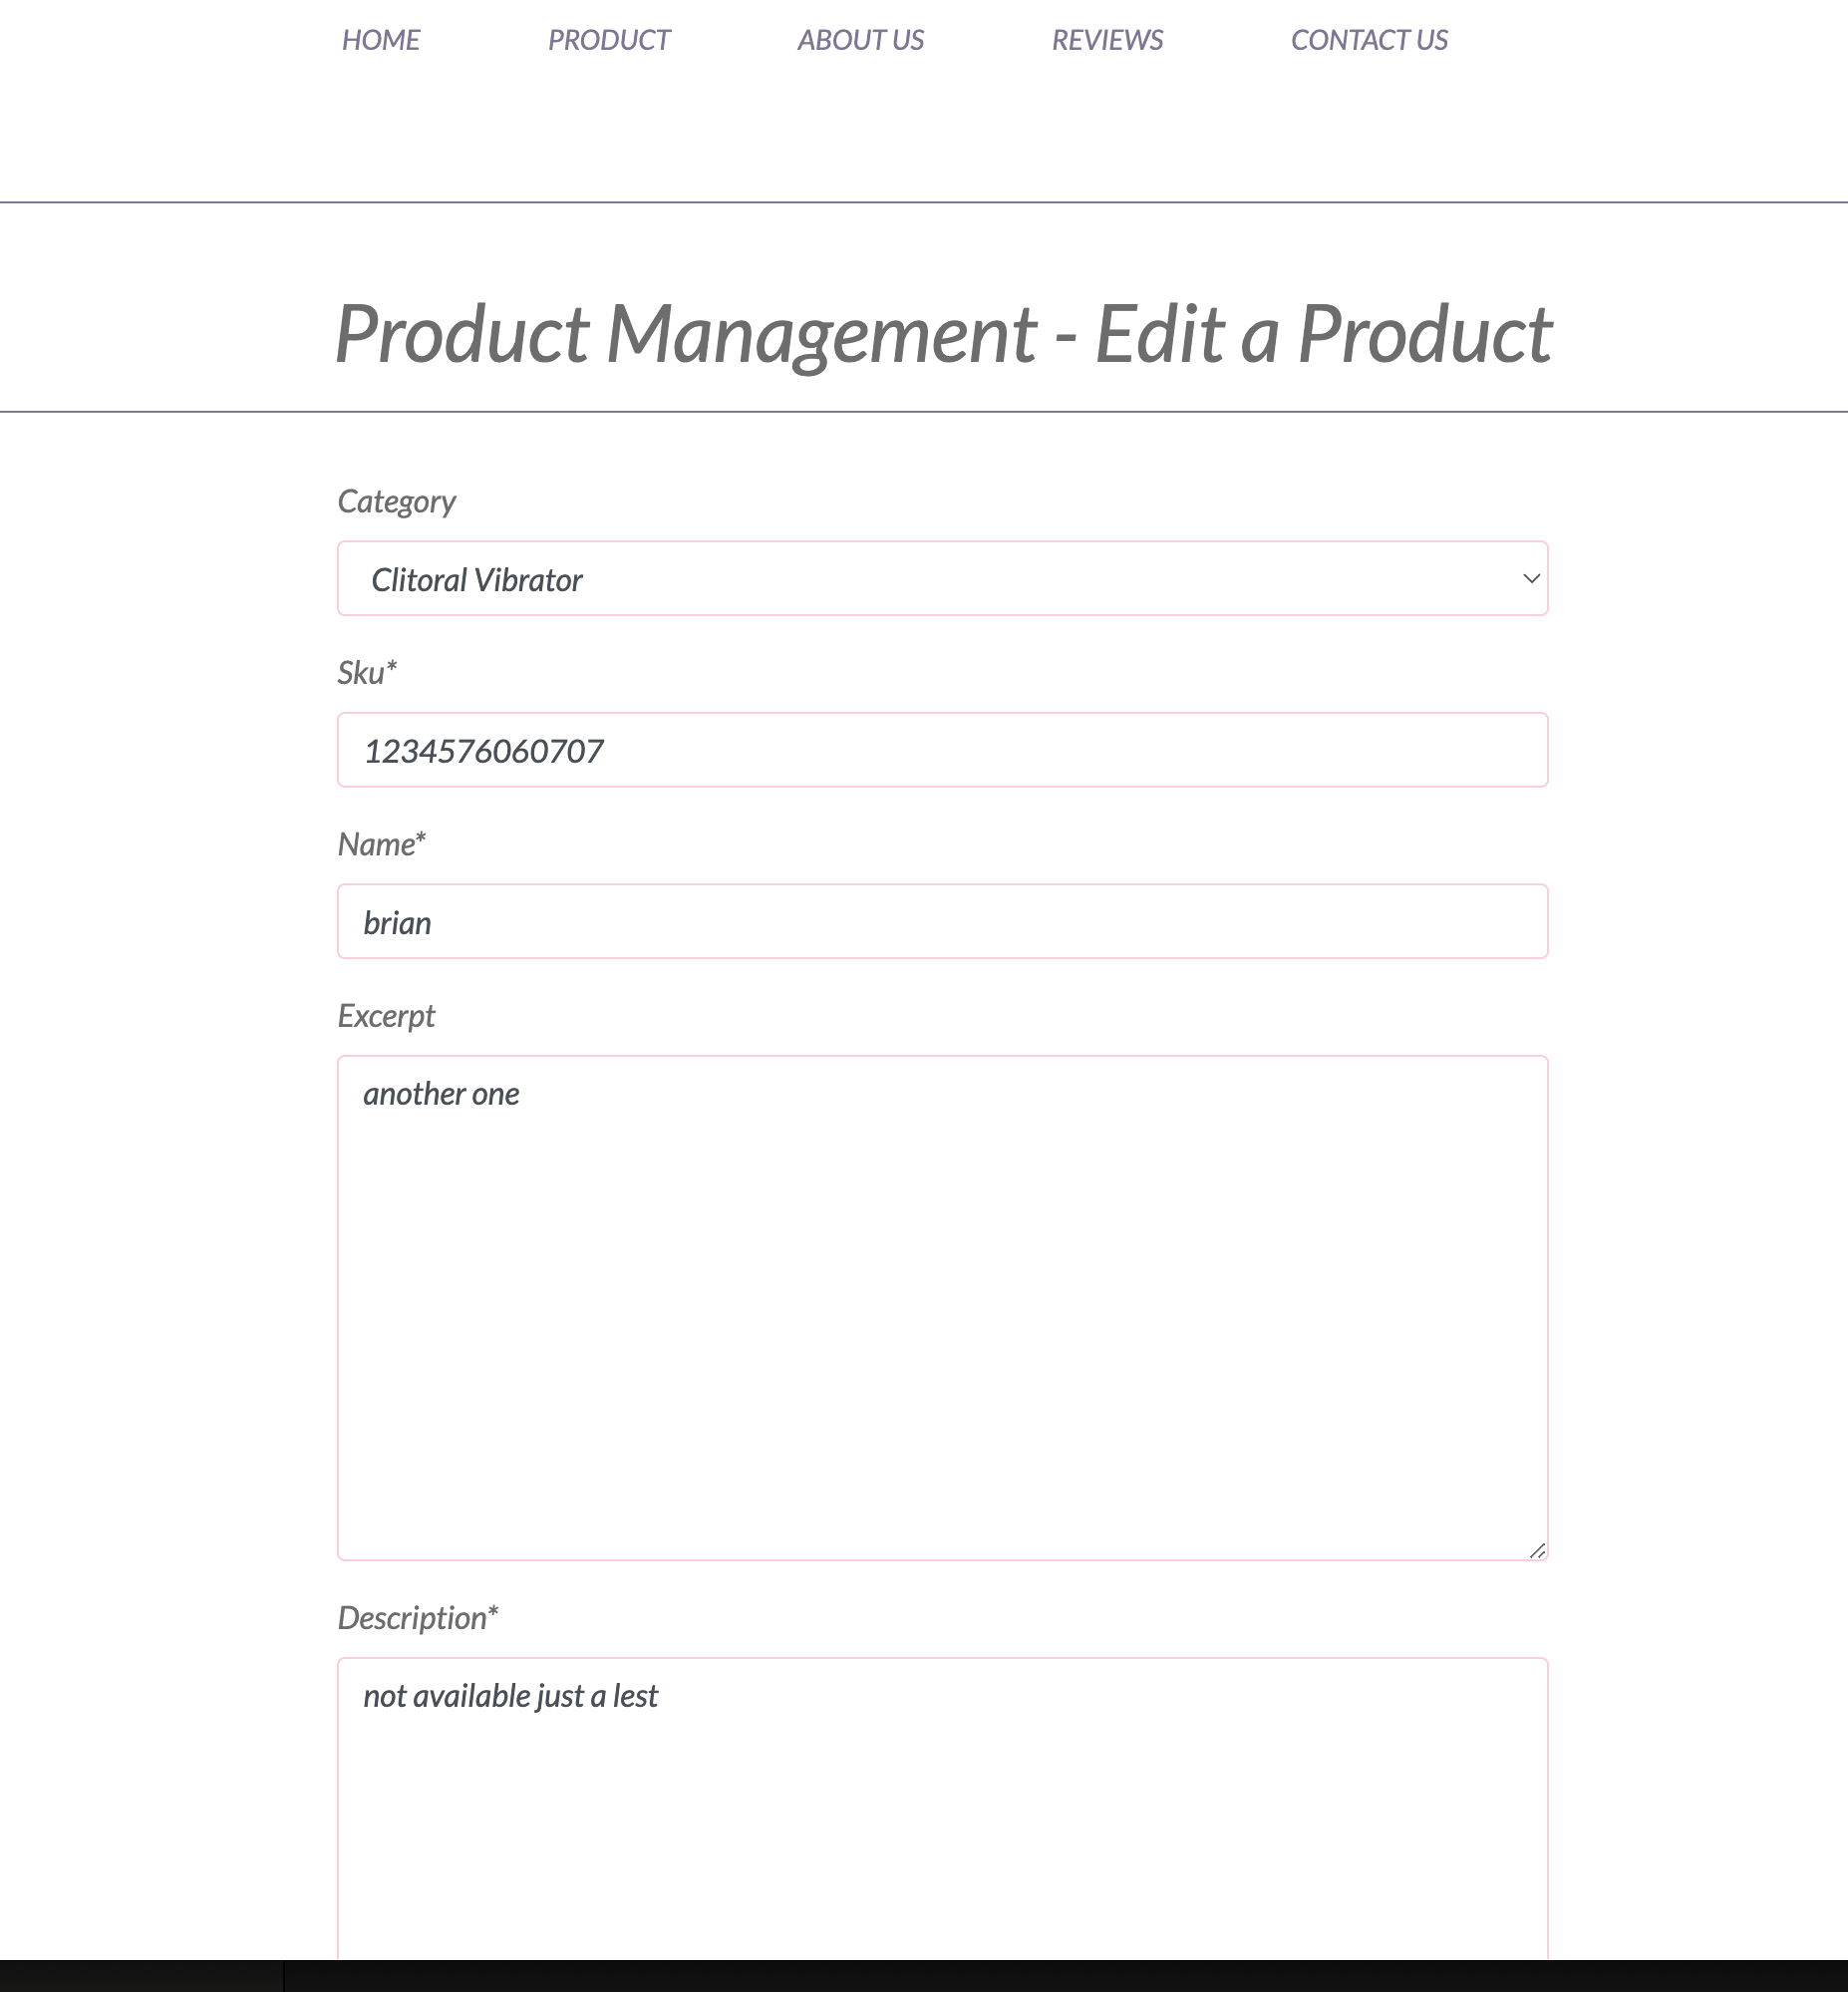 HOME PRODUCT ABOUT US REVIEWS CONTACT US
Product Management - Edit a Product
Category
Clitoral Vibrator
Sku*
1234576060707
Name*
brian
Excerpt
another one
Description*
not available just a lest